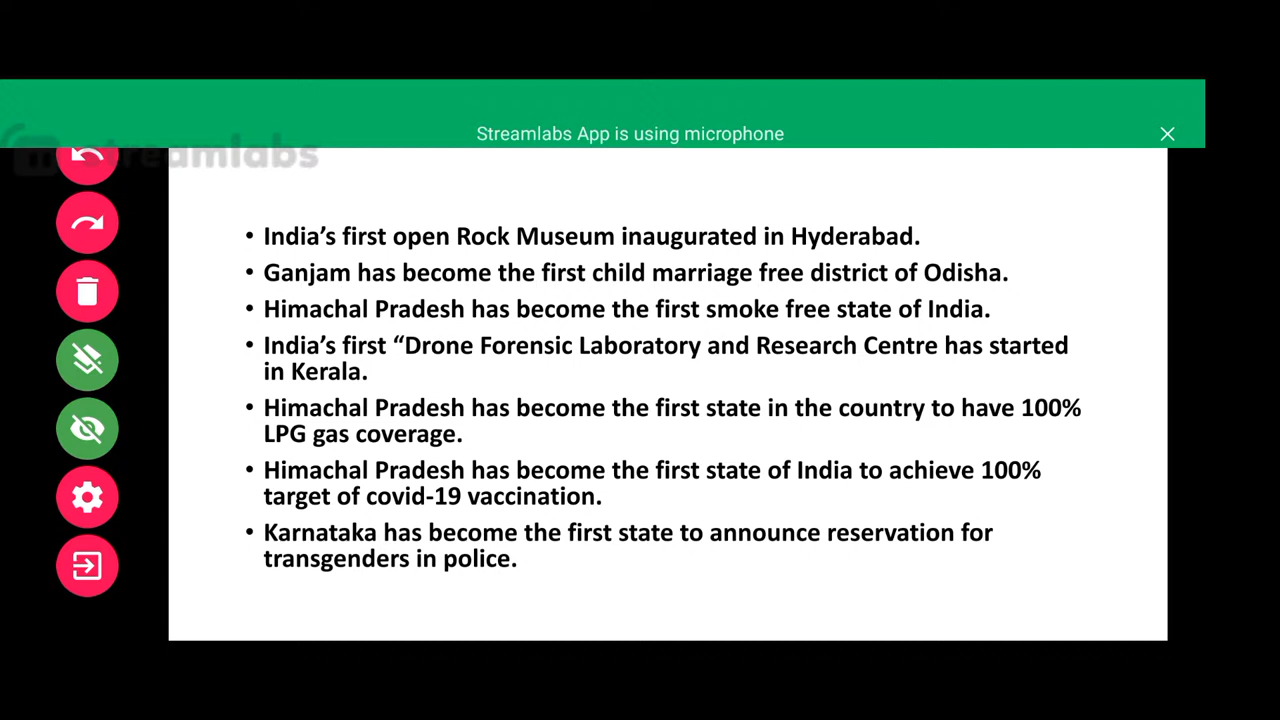 Streamlabs App is using microphone
streamlabs
• India's first open Rock Museum inaugurated in Hyderabad.
• Ganjam has become the first child marriage free district of Odisha.
• Himachal Pradesh has become the first smoke free state of India.
• India's first “Drone Forensic Laboratory and Research Centre has started
in Kerala.
• Himachal Pradesh has become the first state in the country to have 100%
LPG gas coverage.
• Himachal Pradesh has become the first state of India to achieve 100%
target of covid-19 vaccination.
• Karnataka has become the first state to announce reservation for
transgenders in police.